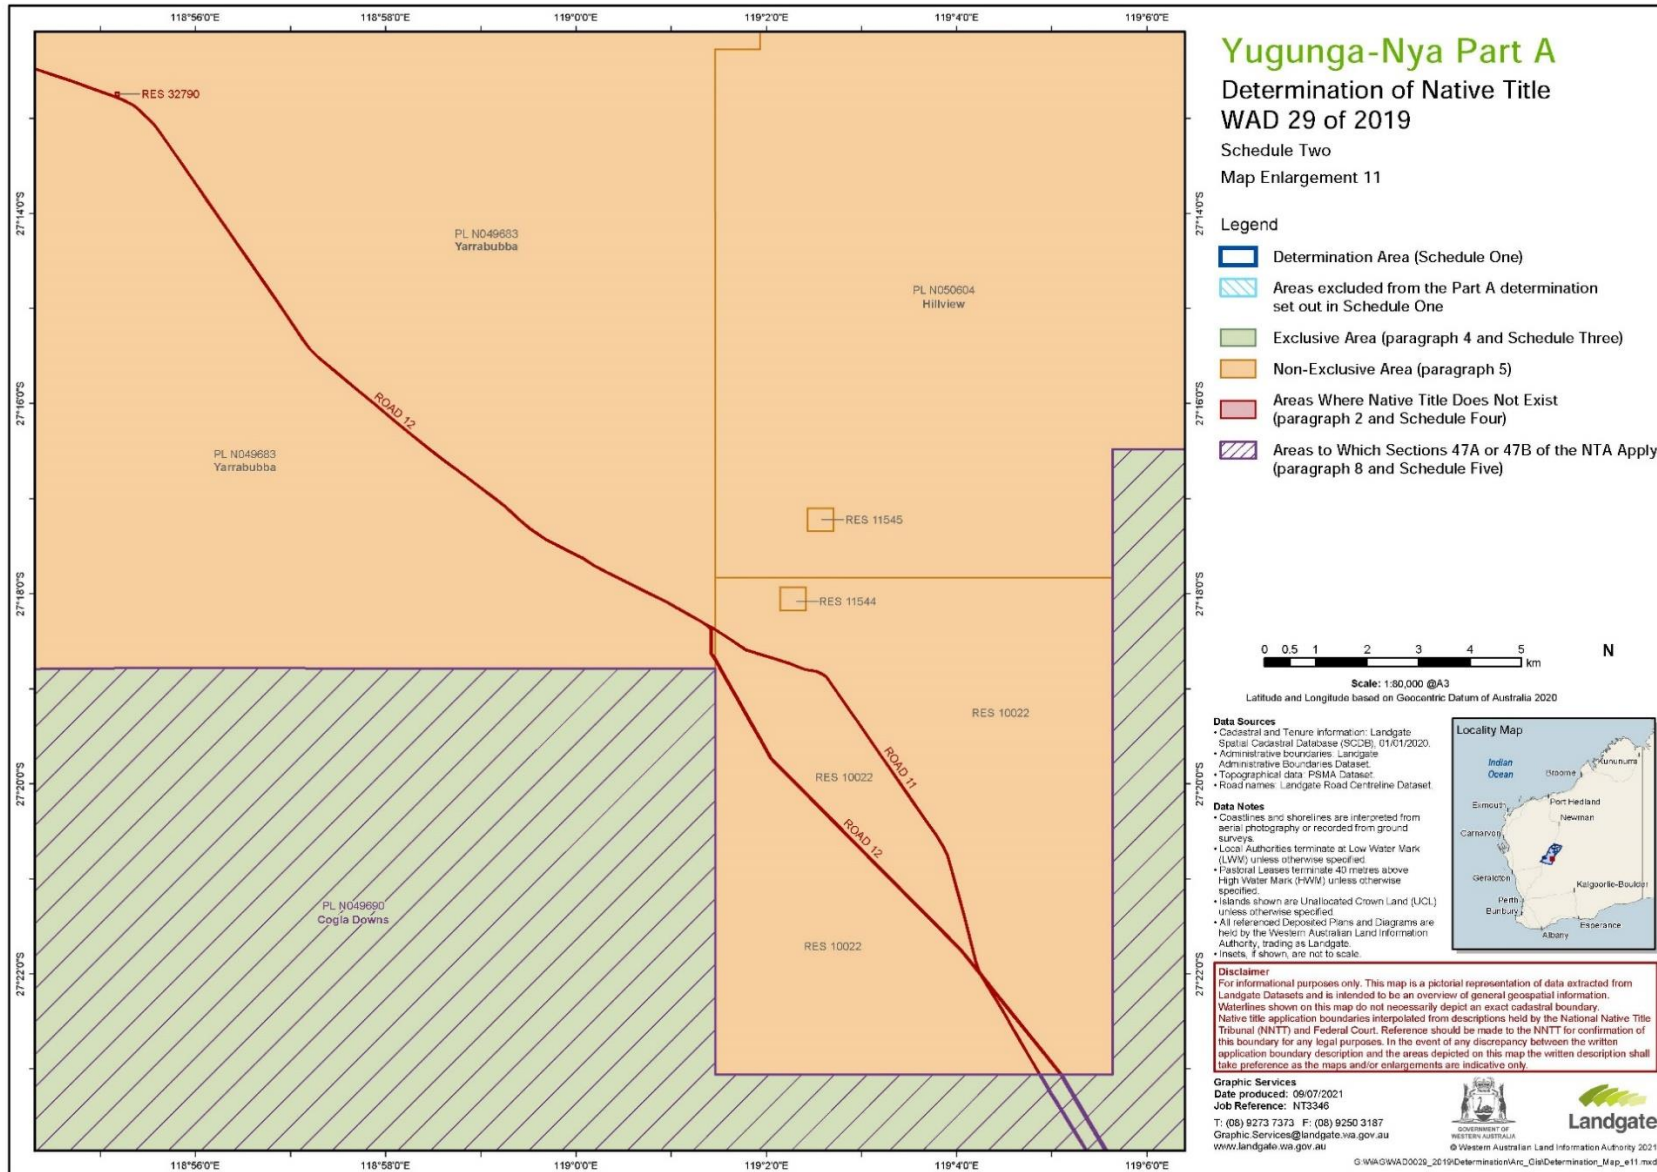 118°56'0"E
118°58'0"E
119°0'0"E
119°2'0"E
119°4'0"E
119°6'0"E
27°14'0"S
27°16'0"S
27°18'0"S
27°20'0"S
27°22'0"S
RES 32790
PL N049683
Yarrabubba
PL N050604
Hillview
ROAD 12
PL N049683
Yarrabubba
RES 11545
RES 11544
RES 10022
ROAD 11
RES 10022
ROAD 12
PL N049690
Cogla Downs
RES 10022
27°14'0"S
27°16'0"S
27°18'0"S
27°20'0"S
27°22'0"S
118°56'0"E
118°58'0"E
119°0'0"E
119°2'0"E
119°4'0"E
119°6'0"E
Yugunga-Nya Part A
Determination of Native Title
WAD 29 of 2019
Schedule Two
Map Enlargement 11
Legend
Determination Area (Schedule One)
Areas excluded from the Part A determination
set out in Schedule One
Exclusive Area (paragraph 4 and Schedule Three)
Non-Exclusive Area (paragraph 5)
Areas Where Native Title Does Not Exist
(paragraph 2 and Schedule Four)
Areas to Which Sections 47A or 47B of the NTA Apply
(paragraph 8 and Schedule Five)
0 0.5 1 2 3 4 5
km
N
Scale: 1:80,000 @A3
Latitude and Longitude based on Geocentric Datum of Australia 2020
Data Sources
• Cadastral and Tenure information: Landgate
Spatial Cadastral Database (SCDB), 01/01/2020.
• Administrative boundaries: Landgate
Administrative Boundaries Dataset.
• Topographical data: PSMA Dataset.
• Road names: Landgate Road Centreline Dataset.
Data Notes
• Coastlines and shorelines are interpreted from
aerial photography or recorded from ground
surveys.
• Local Authorities terminate at Low Water Mark
(LWM) unless otherwise specified.
• Pastoral Leases terminate 40 metres above
High Water Mark (HWM) unless otherwise
specified.
• Islands shown are Unallocated Crown Land (UCL)
unless otherwise specified.
• All referenced Deposited Plans and Diagrams are
held by the Western Australian Land Information
Authority, trading as Landgate.
• Insets, if shown, are not to scale.
Locality Map
Indian
Ocean
Kununurra
Broome
Port Hedland
Exmouth
Newman
Carnarvon
Geraldton
Kalgoorlie-Boulder
Perth
Bunbury
Esperance
Albany
Disclaimer
For informational purposes only. This map is a pictorial representation of data extracted from
Landgate Datasets and is intended to be an overview of general geospatial information.
Waterlines shown on this map do not necessarily depict an exact cadastral boundary.
Native title application boundaries interpolated from descriptions held by the National Native Title
Tribunal (NNTT) and Federal Court. Reference should be made to the NNTT for confirmation of
this boundary for any legal purposes. In the event of any discrepancy between the written
application boundary description and the areas depicted on this map the written description shall
take preference as the maps and/or enlargements are indicative only.
Graphic Services
Date produced: 09/07/2021
Job Reference: NT3346
T: (08) 9273 7373 F: (08) 9250 3187
Graphic.Services@landgate.wa.gov.au
www.landgate.wa.gov.au
GOVERNMENT OF
WESTERN AUSTRALIA
Landgate
© Western Australian Land Information Authority 2021
G:\WAG\WAD0029_2019\Determination\Arc_Gis\Determination_Map_e11.mxd